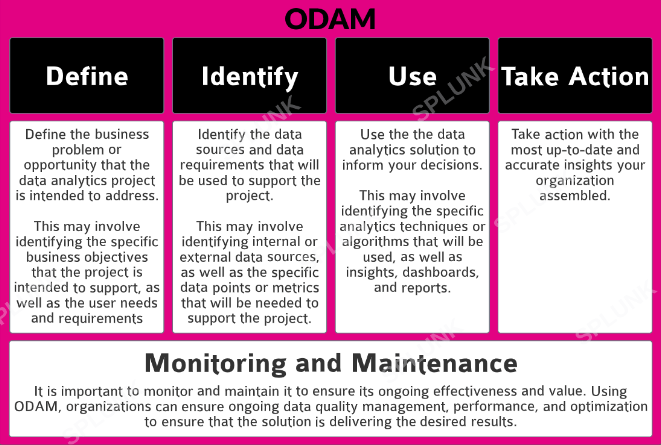 ODAM
Define
Identify
Use
Take Action
Define the business
problem or
opportunity that the
data analytics project
is intended to address.
This may involve
identifying the specific
business objectives
that the project is
intended to support, as
well as the user needs
and requirements
Identify the data
sources and data
requirements that will
be used to support the
project.
This may involve
identifying internal or
external data sources,
as well as the specific
data points or metrics
that will be needed to
support the project.
Use the the data
analytics solution to
inform your decisions.
This may involve
identifying the specific
analytics techniques or
algorithms that will be
used, as well as
insights, dashboards,
and reports.
Take action with the
most up-to-date and
accurate insights your
organization
assembled.
Monitoring and Maintenance
It is important to monitor and maintain it to ensure its ongoing effectiveness and value. Using
ODAM, organizations can ensure ongoing data quality management, performance, and optimization
to ensure that the solution is delivering the desired results.
SPLUNK
SPLUNK
SPLUNK
SPLUNK
SPLUNK